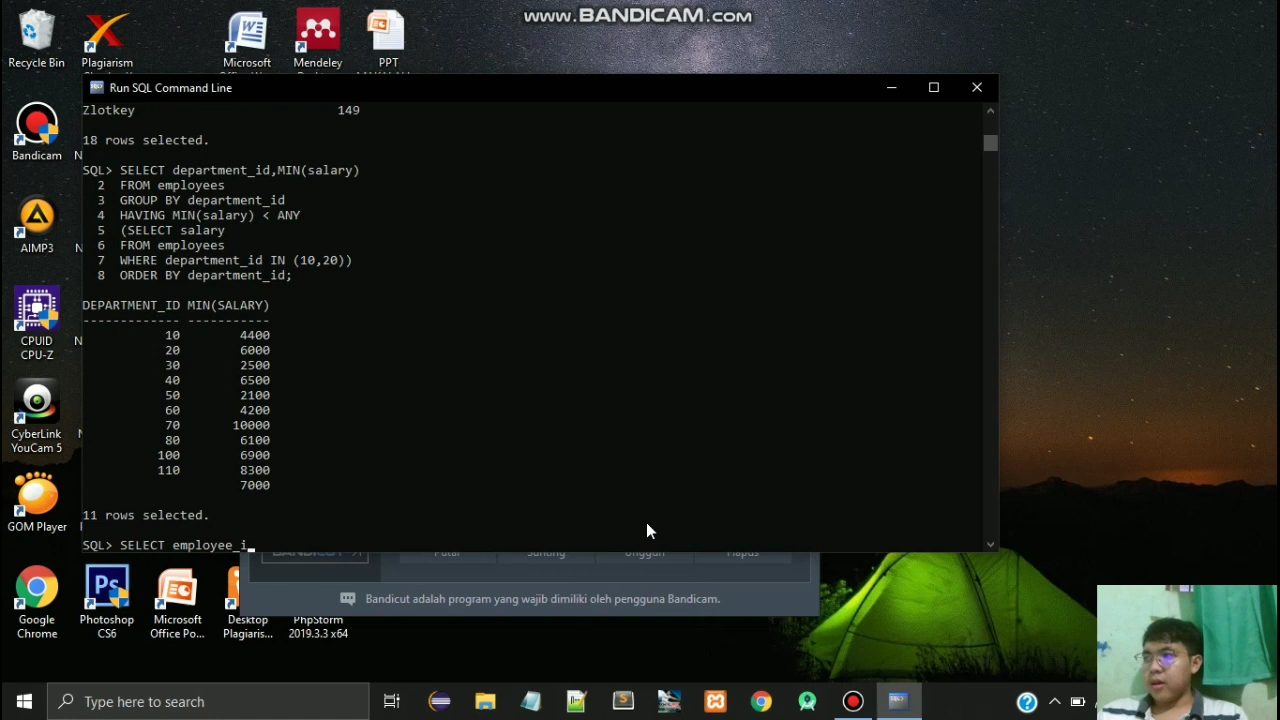 www.BANDICAM.com
Recycle Bin
Plagiarism
Microsoft
Mendeley
PPT
Run SQL Command Line
Zlotkey 149
18 rows selected.
SQL> SELECT department_id,MIN(salary)
2 FROM employees
3 GROUP BY department_id
4 HAVING MIN(salary) < ANY
5 (SELECT salary
6 FROM employees
7 WHERE department_id IN (10,20))
8 ORDER BY department_id;
DEPARTMENT_ID MIN(SALARY)
------------- -----------
10 4400
20 6000
30 2500
40 6500
50 2100
60 4200
70 10000
80 6100
100 6900
110 8300
7000
11 rows selected.
SQL> SELECT employee_i
Bandicam
AIMP3
CPUID
CPU-Z
CyberLink
YouCam 5
GOM Player
Bandicut adalah program yang wajib dimiliki oleh pengguna Bandicam.
Google
Chrome
Photoshop
CS6
Microsoft
Office Po...
Desktop
Plagiaris...
PhpStorm
2019.3.3 x64
Type here to search